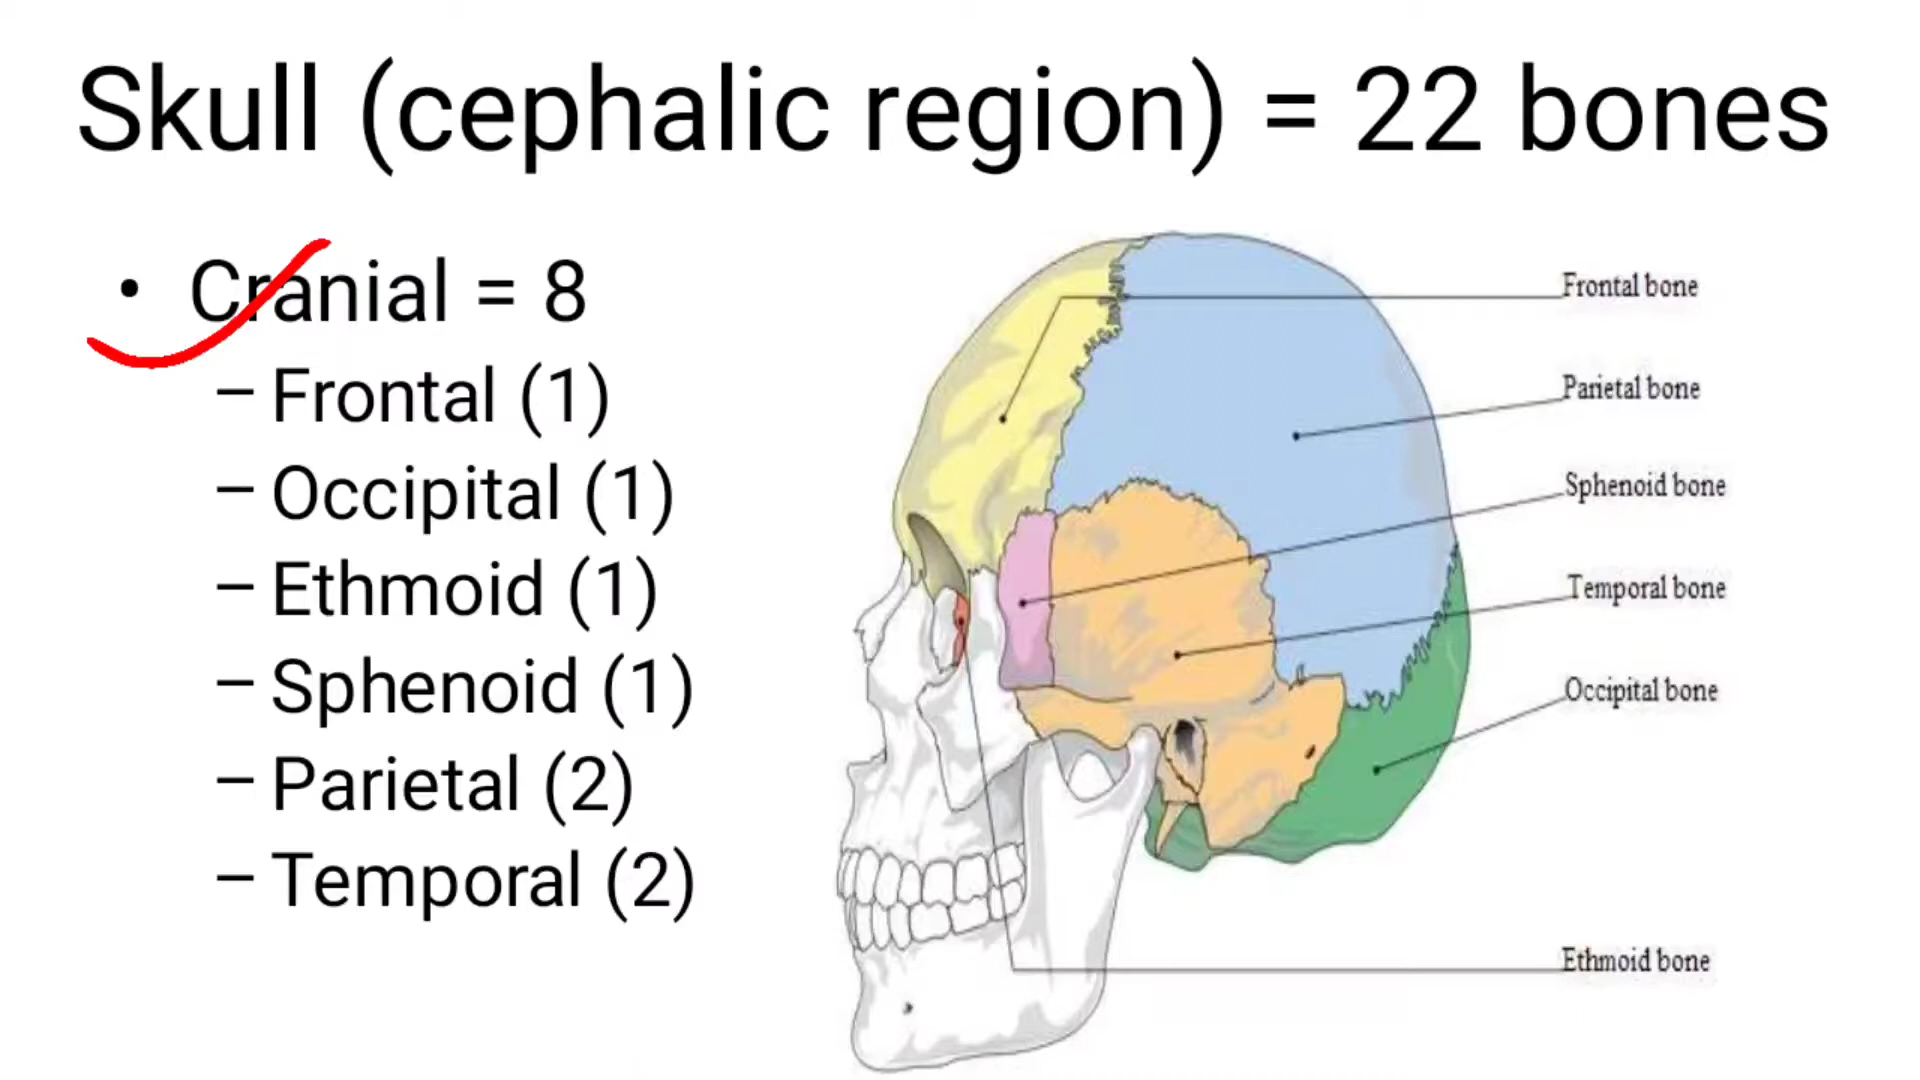 Skull (cephalic region) = 22 bones
• Cranial = 8
– Frontal (1)
– Occipital (1)
– Ethmoid (1)
– Sphenoid (1)
– Parietal (2)
– Temporal (2)
Frontal bone
Parietal bone
Sphenoid bone
Temporal bone
Occipital bone
Ethmoid bone